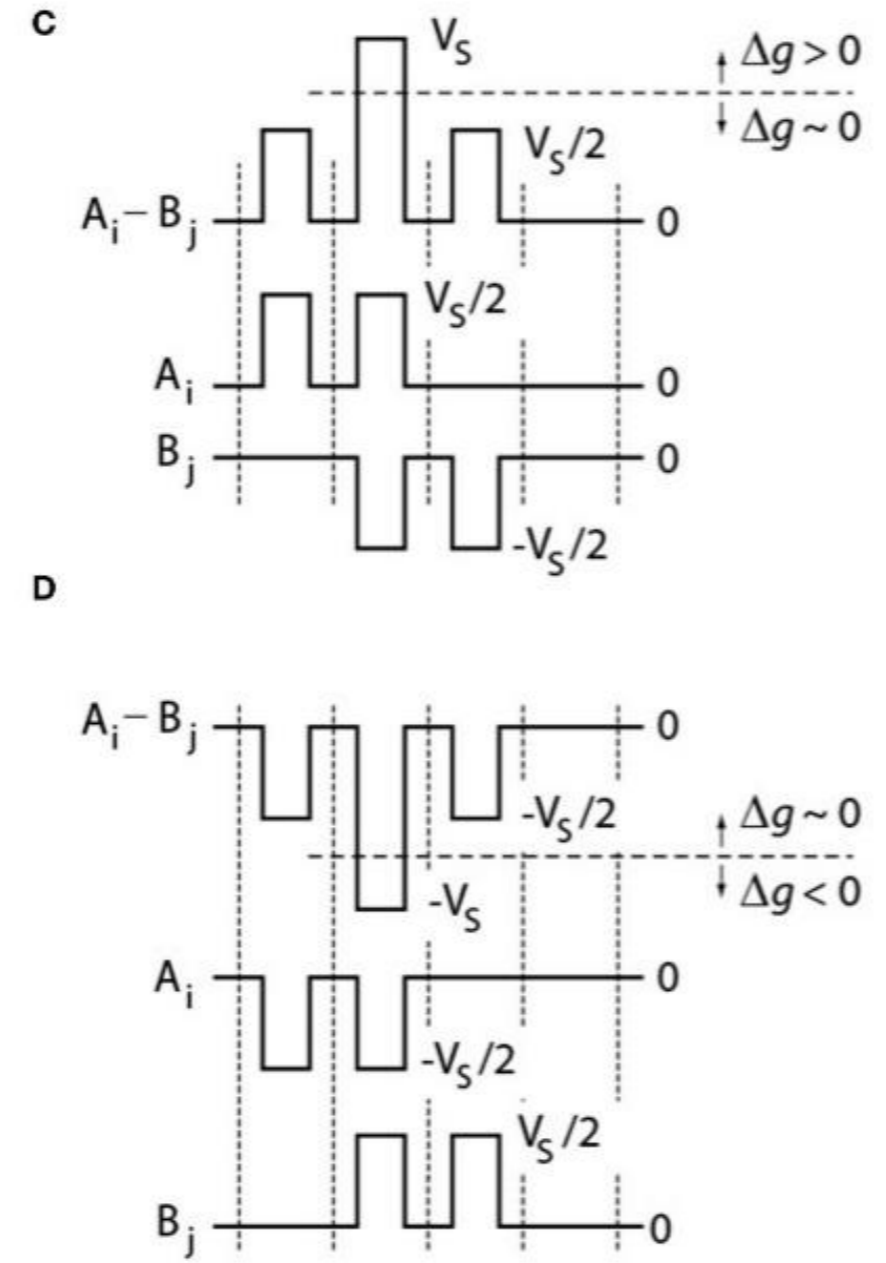 C
V_S
Δg > 0
Δg ~ 0
V_S/2
A_i − B_j
0
V_S/2
A_i
0
B_j
0
-V_S/2
D
A_i − B_j
0
-V_S/2
Δg ~ 0
Δg < 0
-V_S
A_i
0
-V_S/2
V_S/2
B_j
0